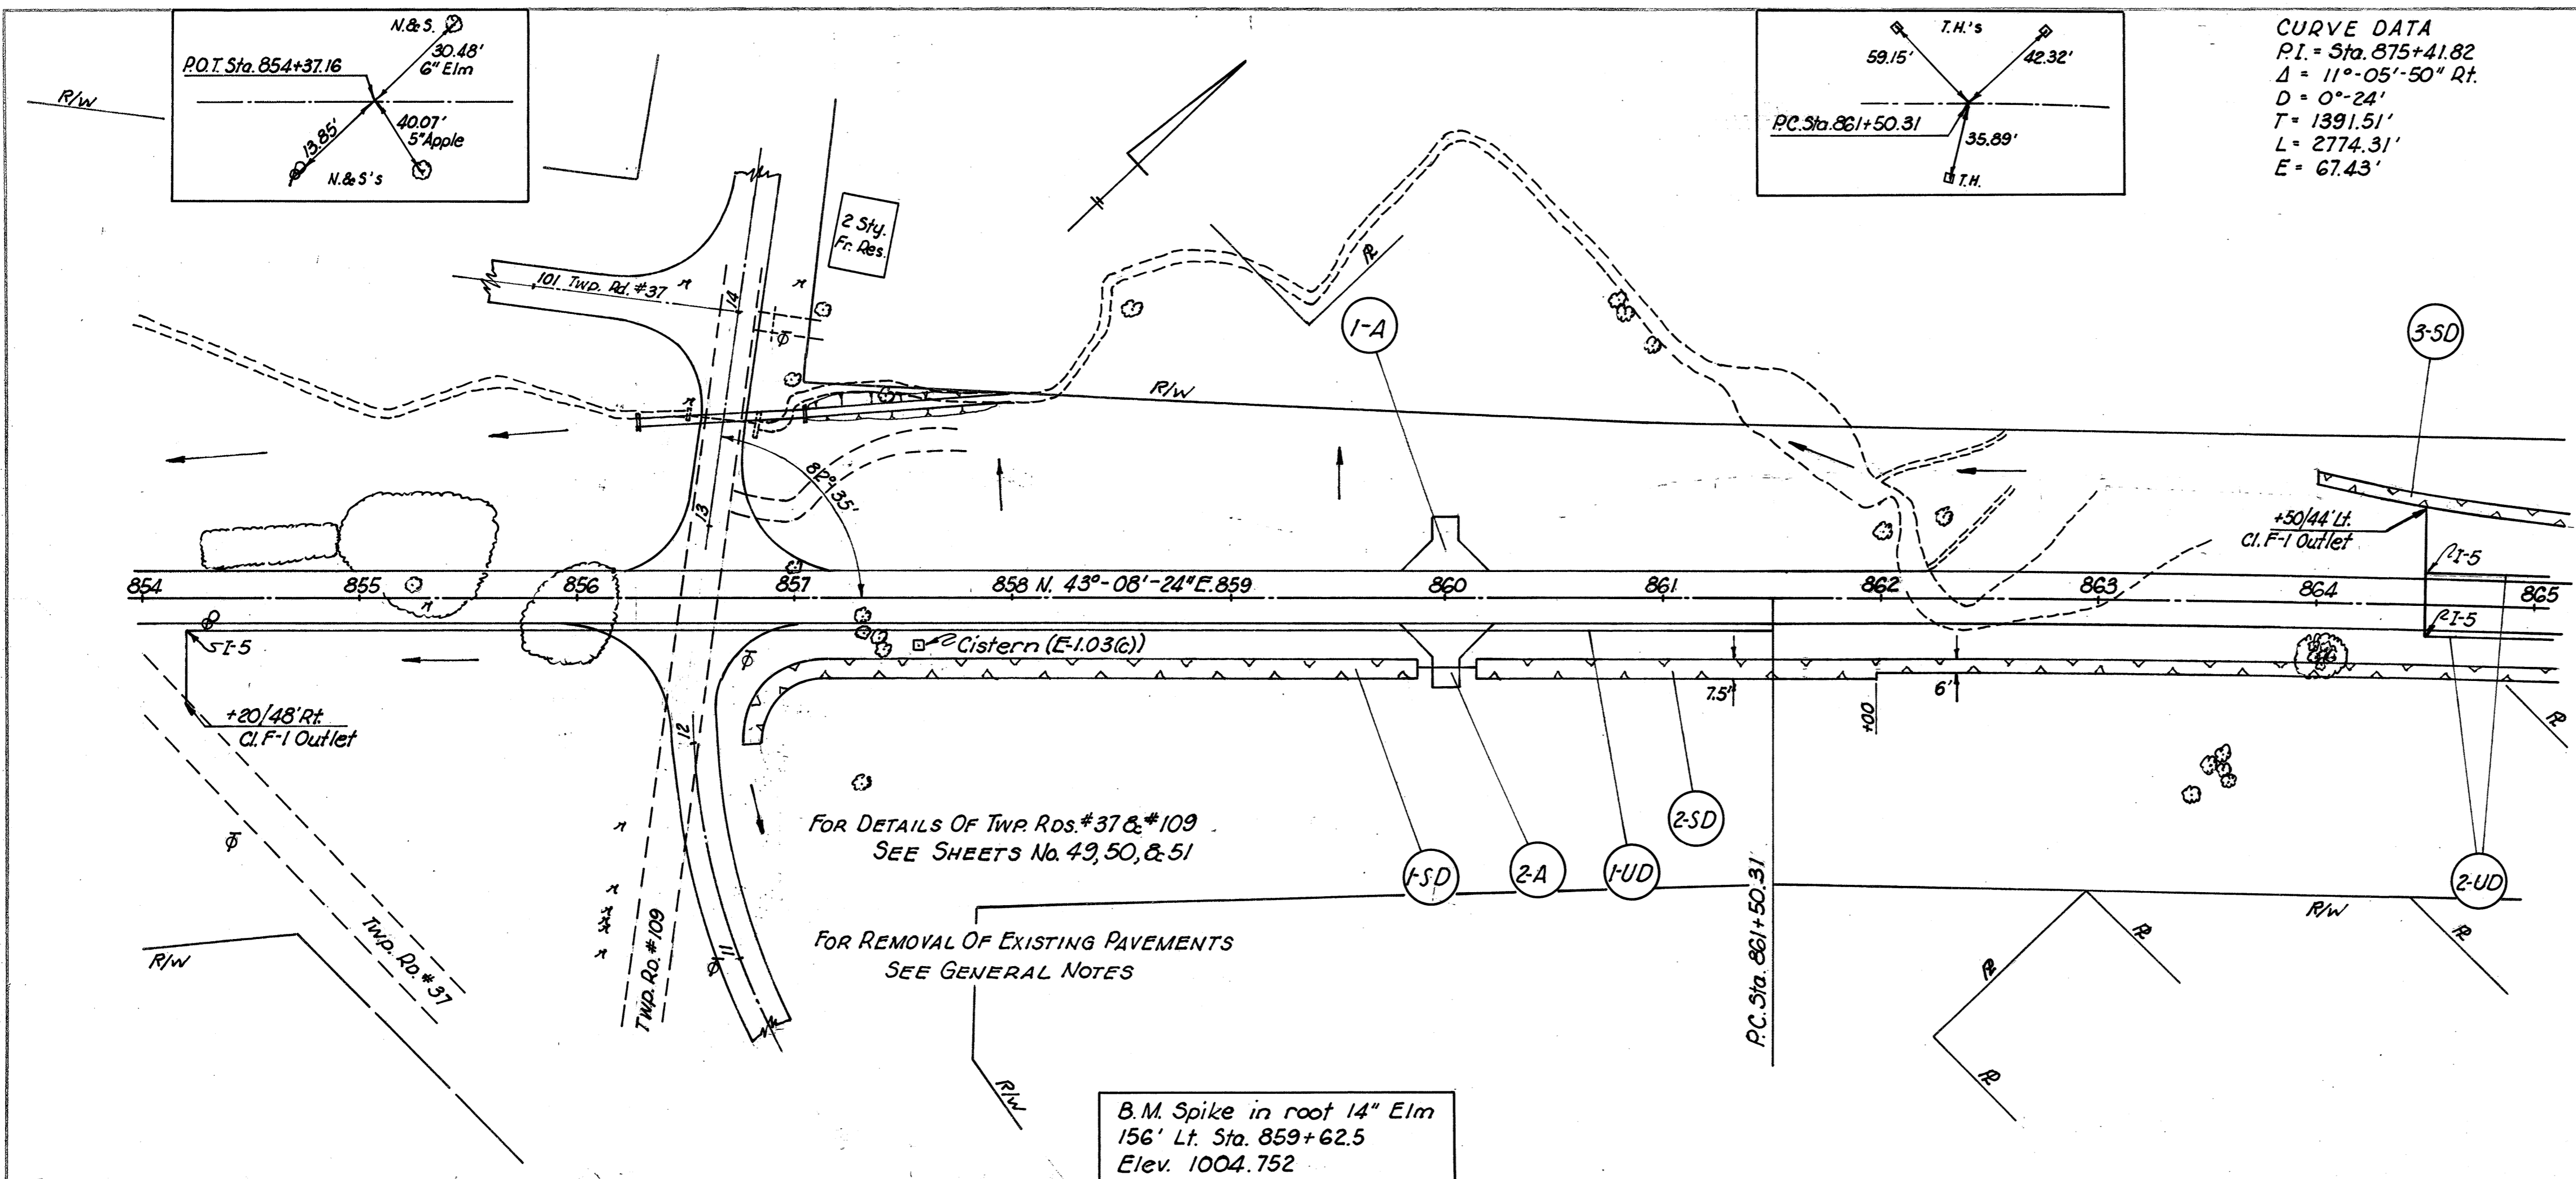 N.&S.
30.48'
6" Elm
P.O.T. Sta. 854+37.16
13.85'
40.07'
5" Apple
N.&S's
R/W
T.H.'s
59.15'
42.32'
P.C. Sta. 861+50.31
35.89'
T.H.
CURVE DATA
P.I. = Sta. 875+41.82
Δ = 11°-05'-50" Rt.
D = 0°-24'
T = 1391.51'
L = 2774.31'
E = 67.43'
2 Sty.
Fr. Res.
101 Twp. Rd. #37
14
13
82°35'
R/W
1-A
3-SD
+50/44' Lt.
Cl. F-1 Outlet
I-5
I-5
854 855 856 857 858 N. 43°-08'-24" E. 859 860 861 862 863 864 865
I-5
Cistern (E-1.03(c))
+20/48' Rt.
Cl. F-1 Outlet
7.5'
+00
6'
12
11
FOR DETAILS OF TWP. RDS. #37 & #109
SEE SHEETS No. 49, 50, & 51
1-SD
2-A
1-UD
2-SD
2-UD
P.C. Sta. 861+50.31
FOR REMOVAL OF EXISTING PAVEMENTS
SEE GENERAL NOTES
Twp. Rd. #37
Twp. Rd. #109
R/W
R/W
R/W
B.M. Spike in root 14" Elm
156' Lt. Sta. 859+62.5
Elev. 1004.752